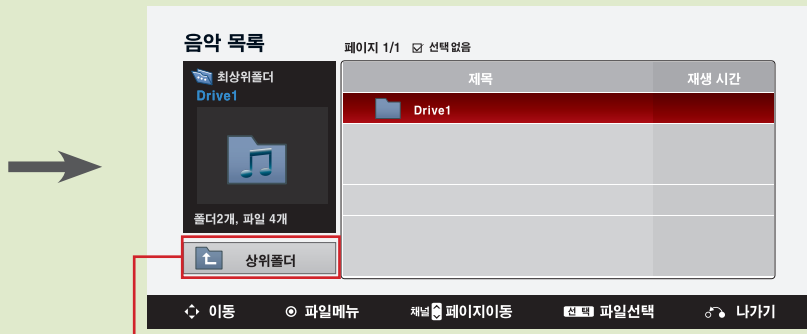 음악 목록
페이지 1/1 선택없음
최상위폴더
Drive1
제목 재생 시간
Drive1
폴더2개, 파일 4개
상위폴더
이동 파일메뉴 채널 페이지이동 선 택 파일선택 나가기